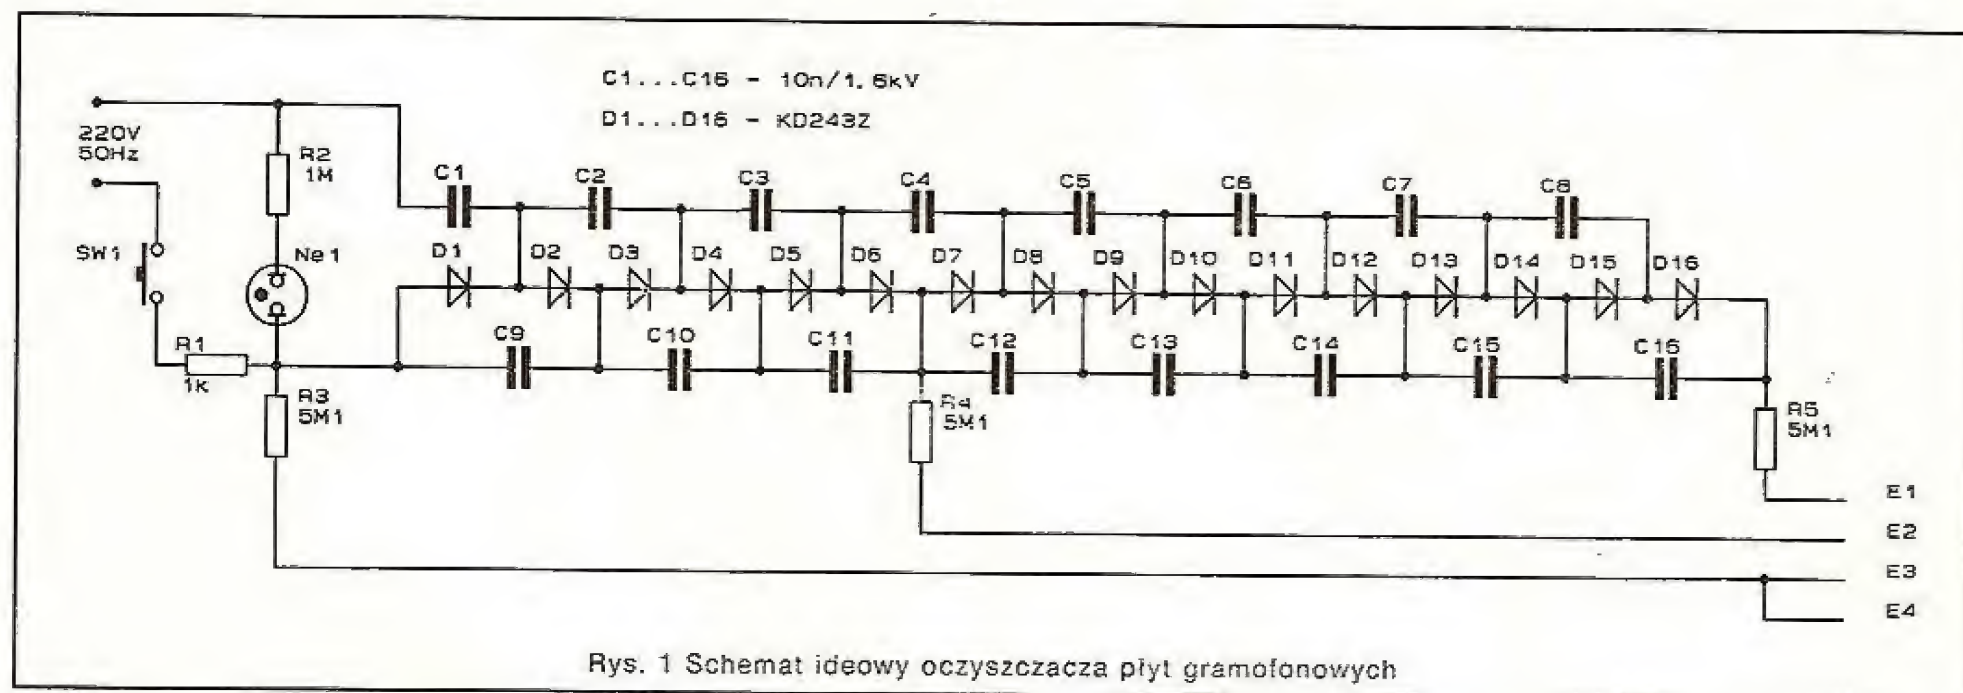 C1...C16 - 10n/1.6kV
D1...D16 - KD243Z
220V
50Hz
R2
1M
SW1
Ne1
R1
1k
R3
5M1
C1
C2
C3
C4
C5
C6
C7
C8
D1
D2
D3
D4
D5
D6
D7
D8
D9
D10
D11
D12
D13
D14
D15
D16
C9
C10
C11
C12
C13
C14
C15
C16
R4
5M1
R5
5M1
E1
E2
E3
E4
Rys. 1 Schemat ideowy oczyszczacza płyt gramofonowych